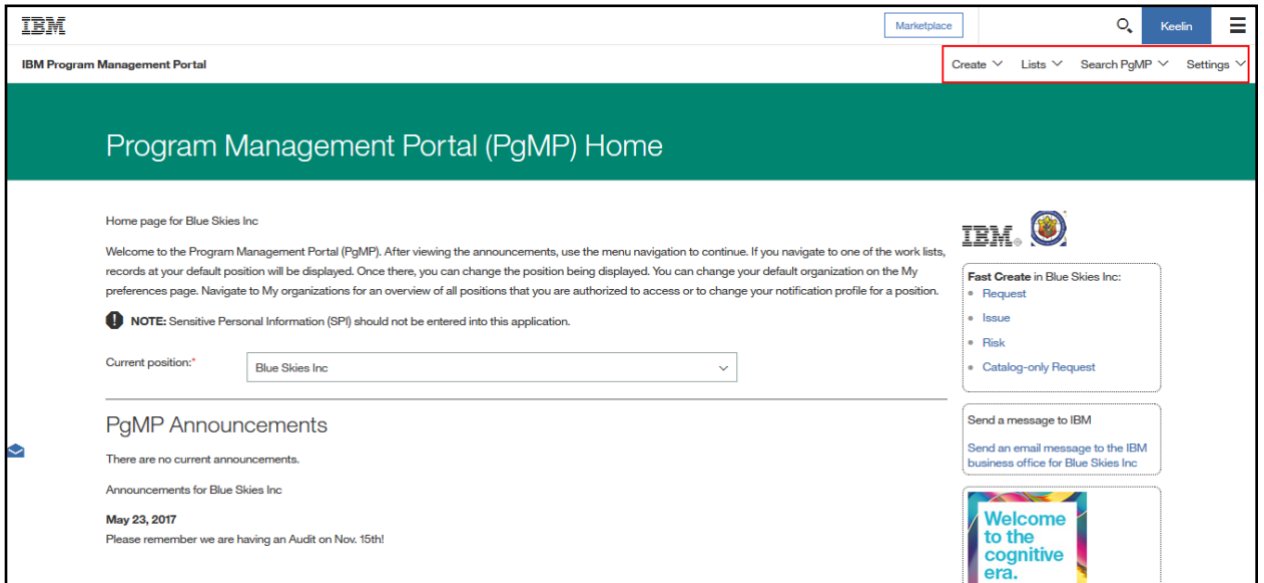 IBM
Marketplace
Keelin
IBM Program Management Portal
Create Lists Search PgMP Settings
Program Management Portal (PgMP) Home
Home page for Blue Skies Inc
Welcome to the Program Management Portal (PgMP). After viewing the announcements, use the menu navigation to continue. If you navigate to one of the work lists,
records at your default position will be displayed. Once there, you can change the position being displayed. You can change your default organization on the My
preferences page. Navigate to My organizations for an overview of all positions that you are authorized to access or to change your notification profile for a position.
NOTE: Sensitive Personal Information (SPI) should not be entered into this application.
Current position:*
Blue Skies Inc
PgMP Announcements
There are no current announcements.
Announcements for Blue Skies Inc
May 23, 2017
Please remember we are having an Audit on Nov. 15th!
IBM®
Fast Create in Blue Skies Inc:
Request
Issue
Risk
Catalog-only Request
Send a message to IBM
Send an email message to the IBM
business office for Blue Skies Inc
Welcome
to the
cognitive
era.